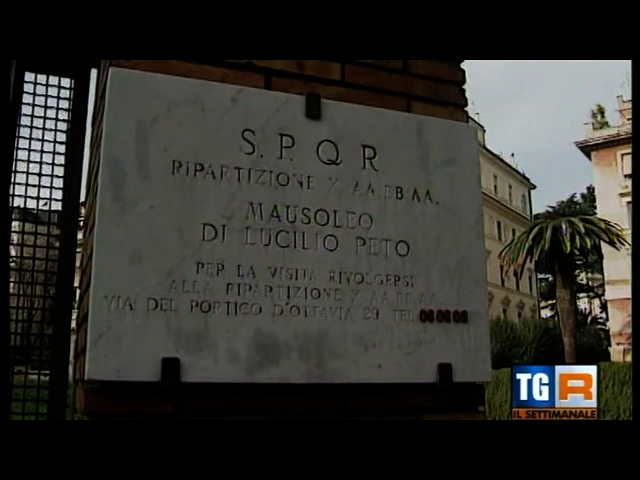 S.P.Q.R
RIPARTIZIONE X AA.BB.AA.
MAUSOLEO
DI LUCILIO PETO
PER LA VISITA RIVOLGERSI
ALLA RIPARTIZIONE X AA.BB.AA.
VIA DEL PORTICO D'OTTAVIA 29 TEL.
TGR
IL SETTIMANALE